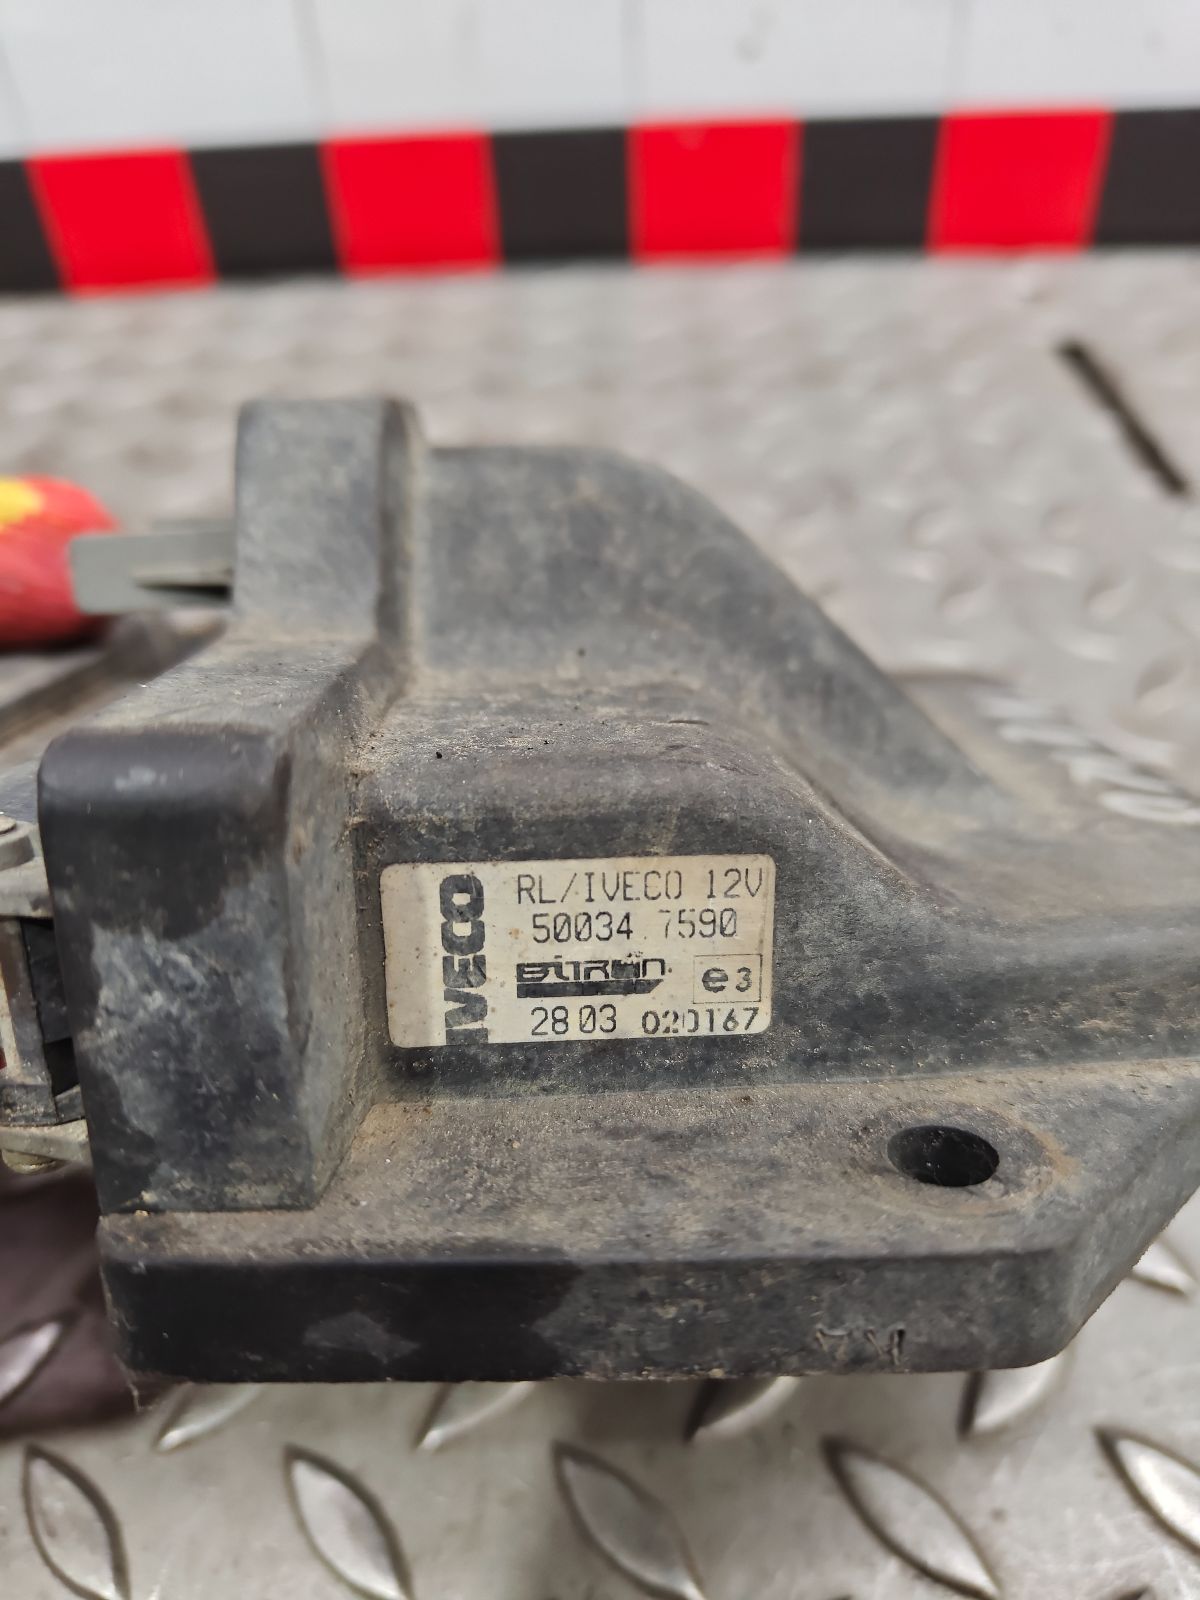 IVECO
RL/IVECO 12V
50034 7590
BITRON
e3
28 03 020167